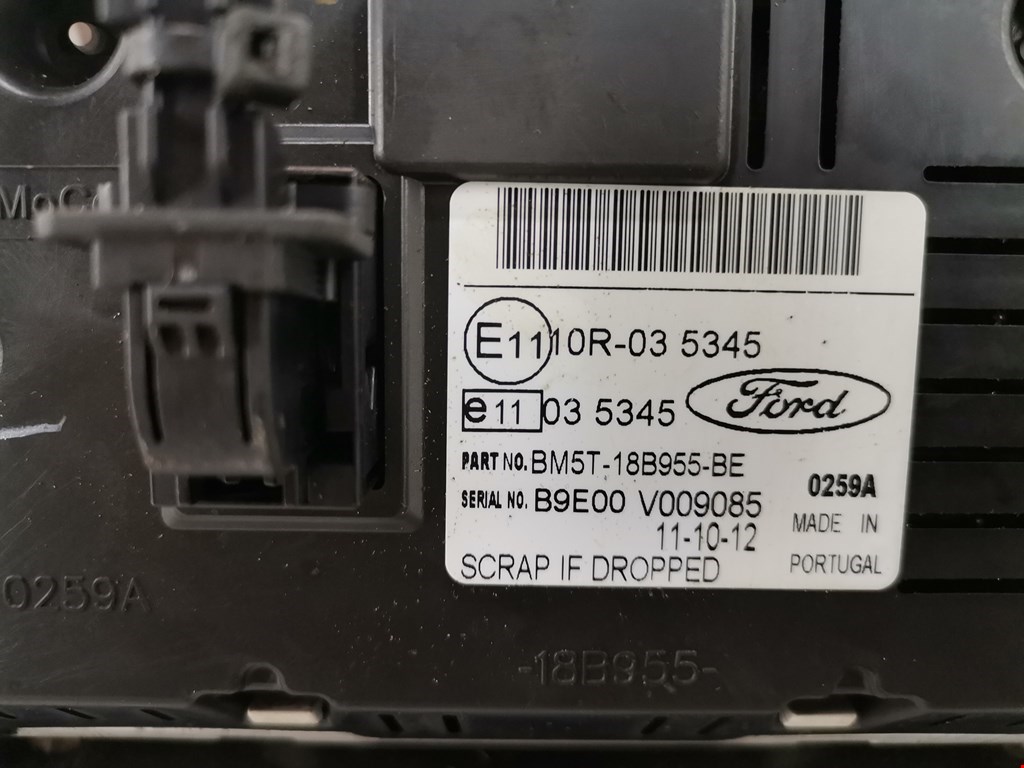 E11 10R-03 5345
e11 03 5345
Ford
PART NO. BM5T-18B955-BE
SERIAL NO. B9E00 V009085
0259A
11-10-12
MADE IN
PORTUGAL
SCRAP IF DROPPED
0259A
-18B955-